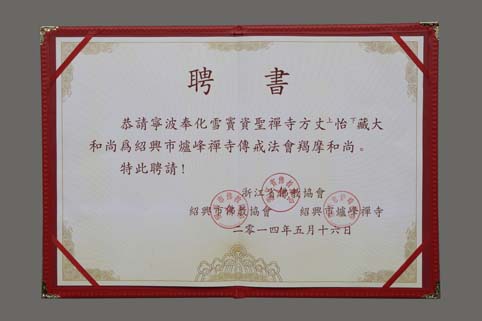 聘書
恭請寧波奉化雪竇資聖禪寺方丈上怡下藏大
和尚爲紹興市爐峰禪寺傳戒法會羯摩和尚。
特此聘請！
浙江省佛教協會
紹興市佛教協會 紹興市爐峰禪寺
二零一四年五月十六日